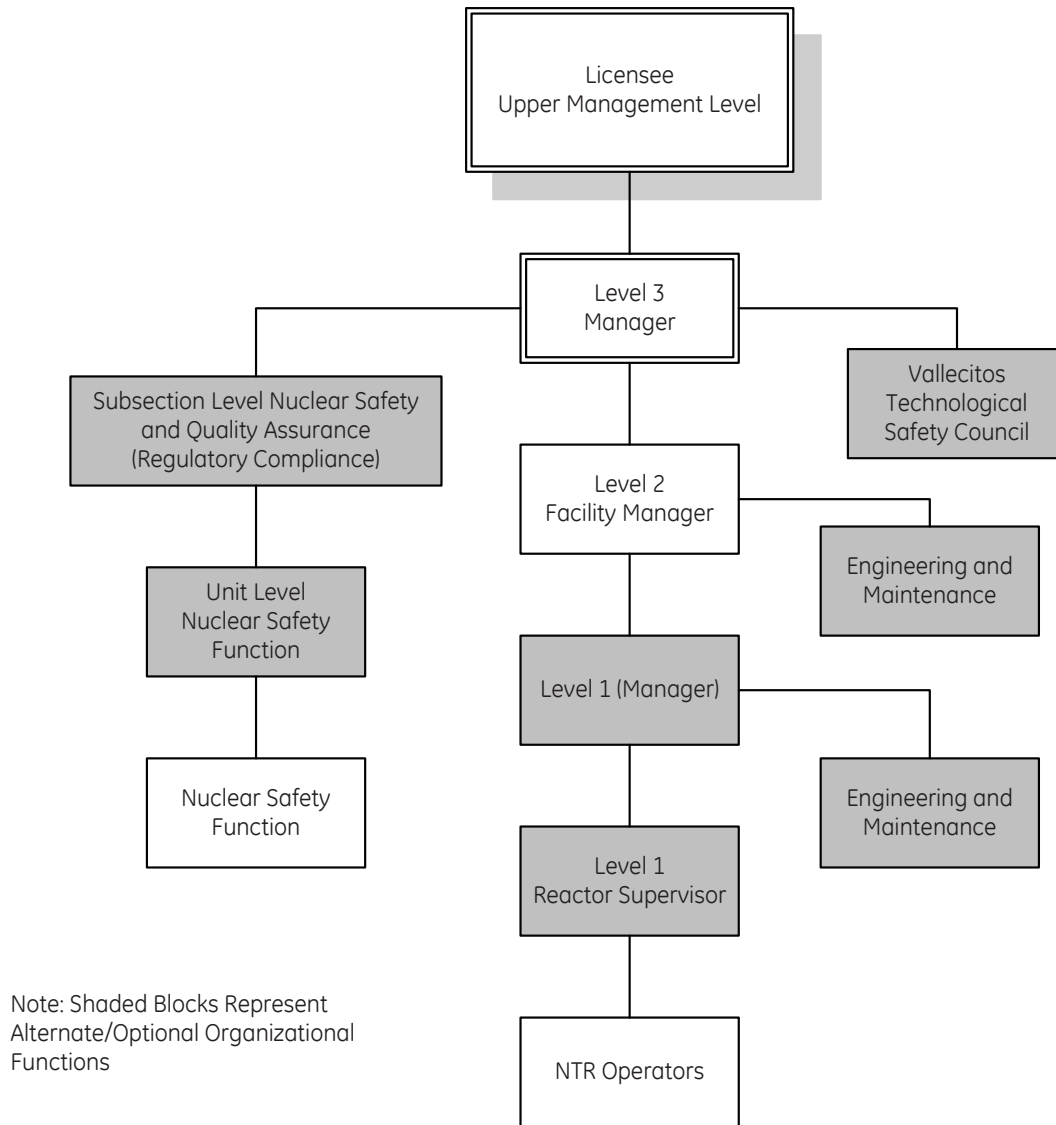 Licensee
Upper Management Level
Level 3
Manager
Subsection Level Nuclear Safety
and Quality Assurance
(Regulatory Compliance)
Vallecitos
Technological
Safety Council
Level 2
Facility Manager
Engineering and
Maintenance
Unit Level
Nuclear Safety
Function
Level 1 (Manager)
Nuclear Safety
Function
Engineering and
Maintenance
Level 1
Reactor Supervisor
Note: Shaded Blocks Represent
Alternate/Optional Organizational
Functions
NTR Operators